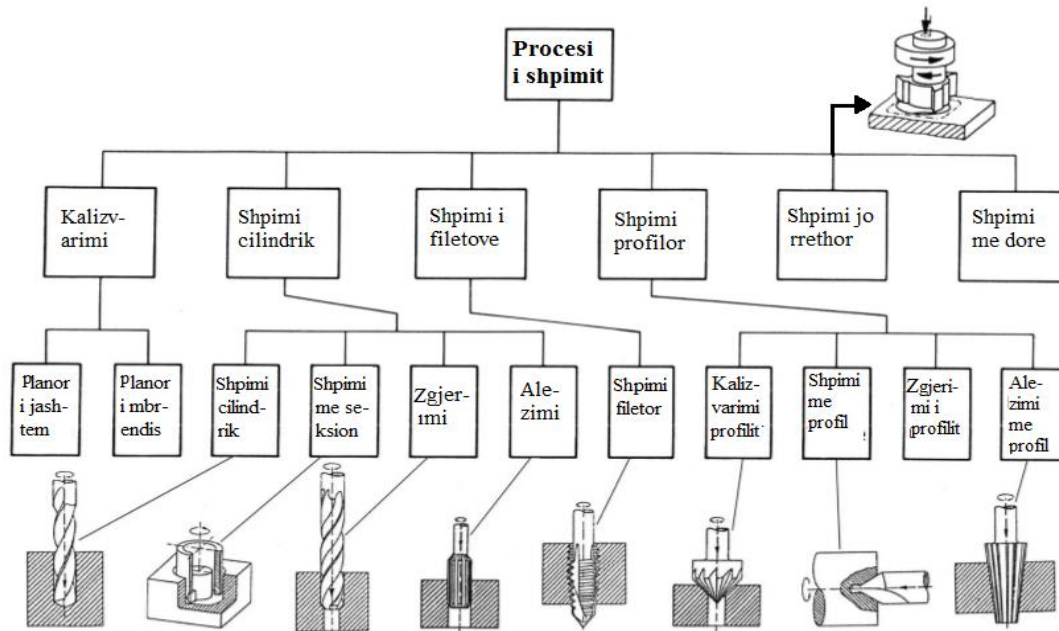 Procesi
i shpimit
Kalizv-
arimi
Shpimi
cilindrik
Shpimi i
filetove
Shpimi
profilor
Shpimi jo
rrethor
Shpimi
me dore
Planor
i jash-
tem
Planor
i mbr-
endis
Shpimi
cilind-
rik
Shpimi
me se-
ksion
Zgjer-
imi
Ale-
zimi
Shpimi
filetor
Kaliz-
varimi
profilit
Shpimi
me
profil
Zgjeri-
mi i
profilit
Ale-
zimi
me
profil